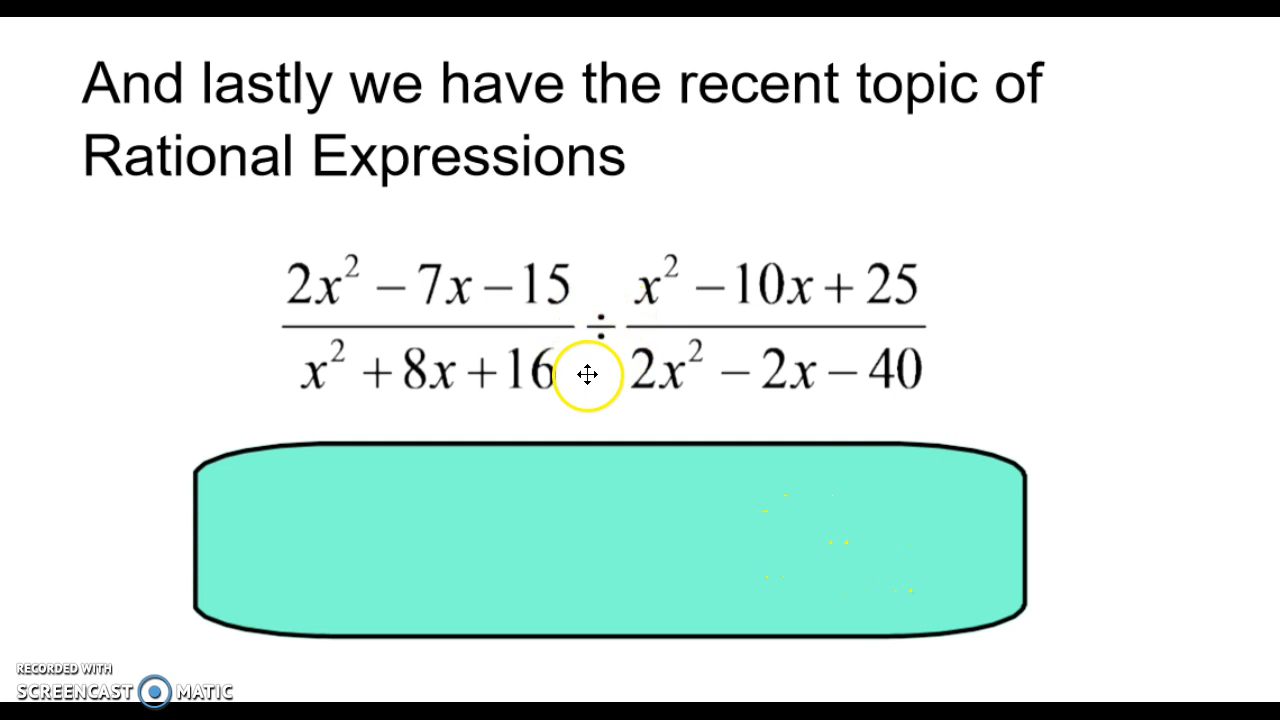 And lastly we have the recent topic of
Rational Expressions
2x² − 7x − 15 x² − 10x + 25
÷
x² + 8x + 16 2x² − 2x − 40
RECORDED WITH
SCREENCAST MATIC